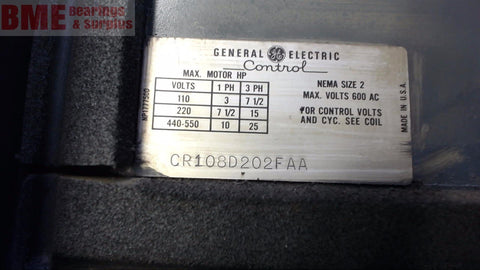 BME Bearings & Surplus
GENERAL GE ELECTRIC
Control
MAX. MOTOR HP
VOLTS 1 PH 3 PH
110 3 7 1/2
220 7 1/2 15
440-550 10 25
NEMA SIZE 2
MAX. VOLTS 600 AC
FOR CONTROL VOLTS
AND CYC. SEE COIL
MADE IN U.S.A.
CR108D202FAA